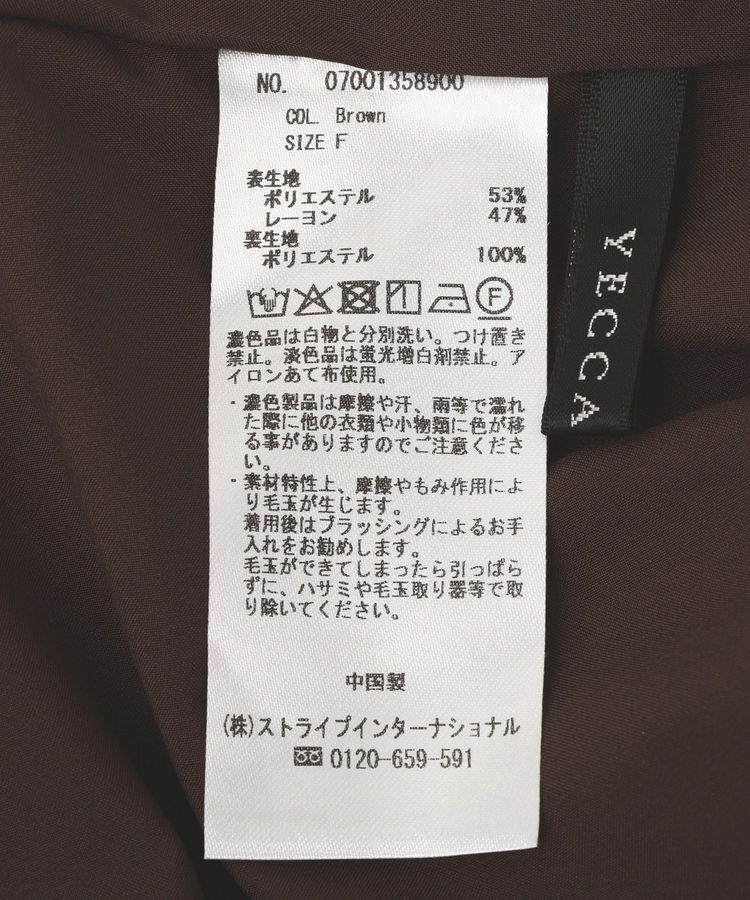 NO. 07001358900
COL. Brown
SIZE F
表生地
ポリエステル 53%
レーヨン 47%
裏生地
ポリエステル 100%
F
濃色品は白物と分別洗い。つけ置き
禁止。淡色品は蛍光増白剤禁止。ア
イロンあて布使用。
・濃色製品は摩擦や汗、雨等で濡れ
た際に他の衣類や小物類に色が移
る事がありますのでご注意くださ
い。
・素材特性上、摩擦やもみ作用によ
り毛玉が生じます。
着用後はブラッシングによるお手
入れをお勧めします。
毛玉ができてしまったら引っぱら
ずに、ハサミや毛玉取り器等で取
り除いてください。
中国製
(株)ストライプインターナショナル
0120-659-591
YECCA